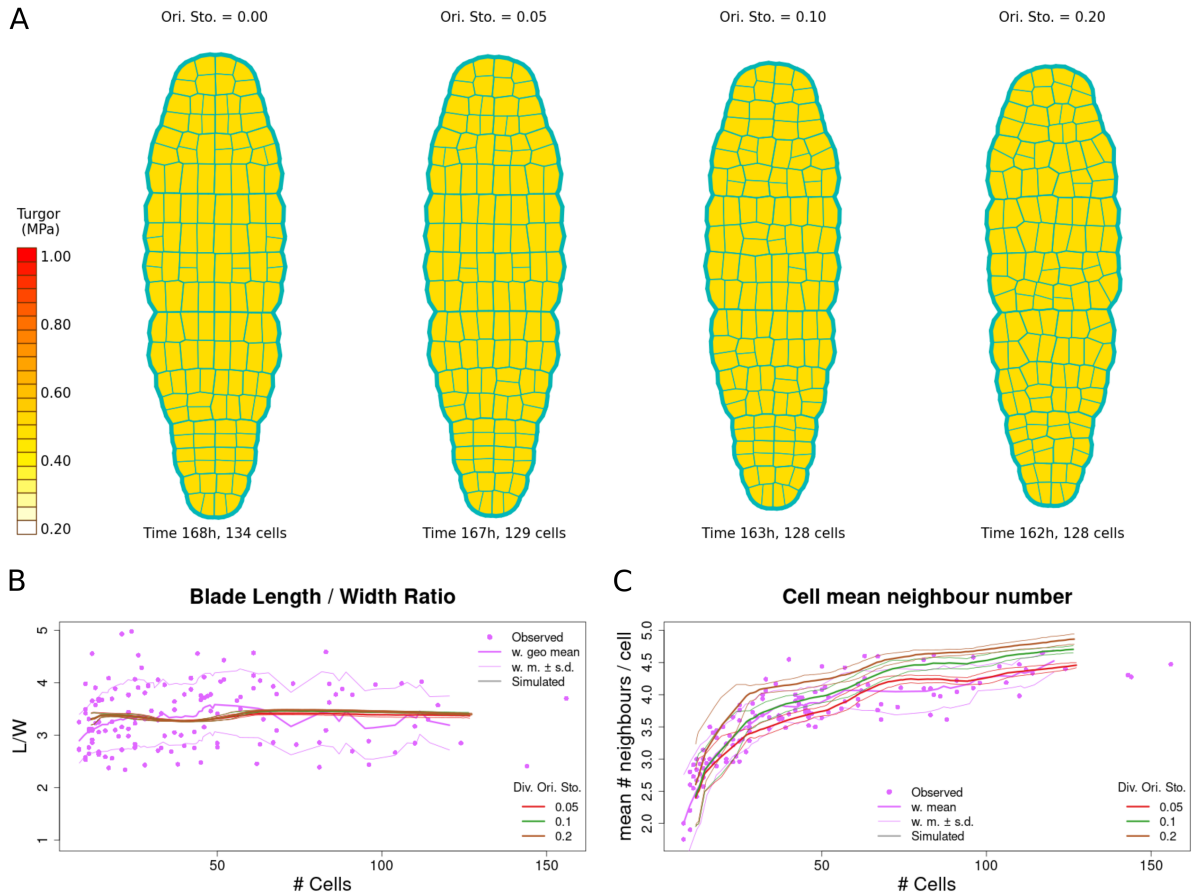 A
Ori. Sto. = 0.00
Ori. Sto. = 0.05
Ori. Sto. = 0.10
Ori. Sto. = 0.20
Turgor
(MPa)
1.00
0.80
0.60
0.40
0.20
Time 168h, 134 cells
Time 167h, 129 cells
Time 163h, 128 cells
Time 162h, 128 cells
B
Blade Length / Width Ratio
L/W
5
4
3
2
1
Observed
w. geo mean
w. m. ± s.d.
Simulated
Div. Ori. Sto.
0.05
0.1
0.2
50
100
150
# Cells
C
Cell mean neighbour number
mean # neighbours / cell
5.0
4.5
4.0
3.5
3.0
2.5
2.0
Observed
w. mean
w. m. ± s.d.
Simulated
Div. Ori. Sto.
0.05
0.1
0.2
50
100
150
# Cells